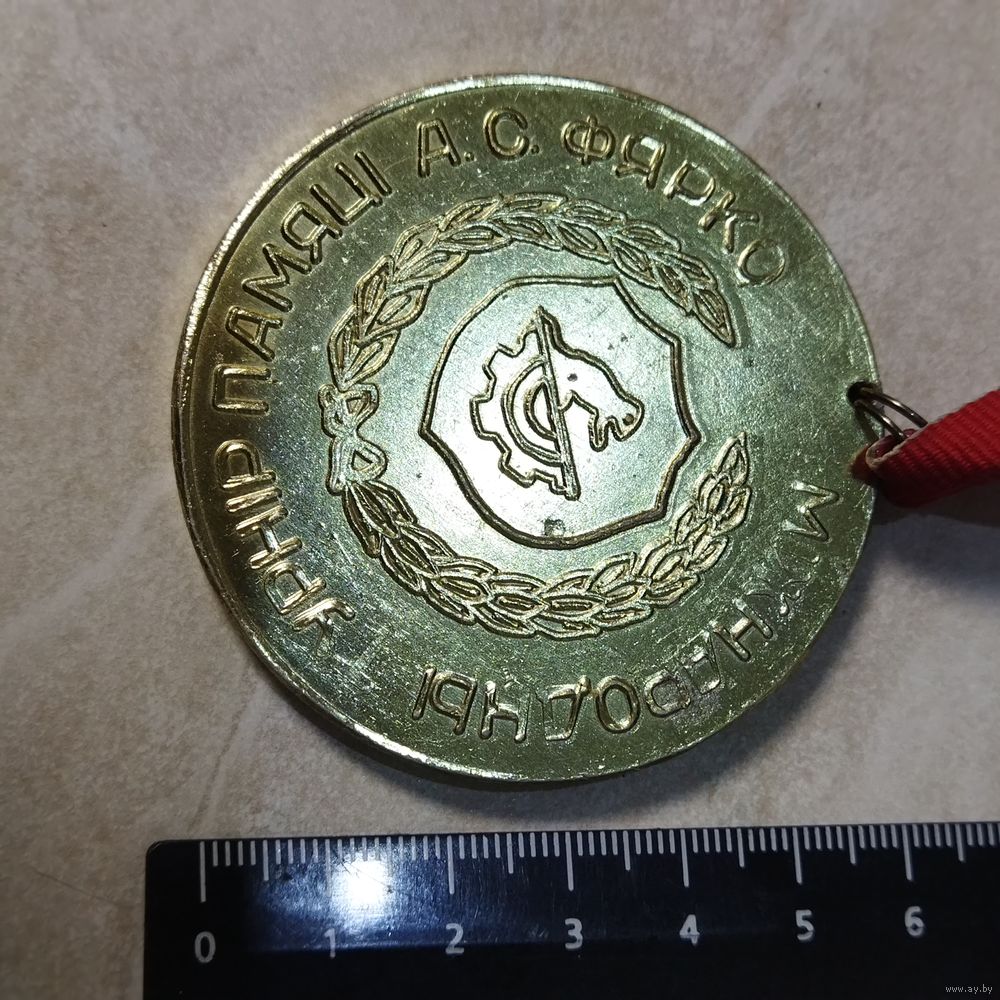 МІЖНАРОДНЫ ТУРНІР ПАМЯЦІ А. С. ФЯРКО
0 1 2 3 4 5 6
www.ay.by